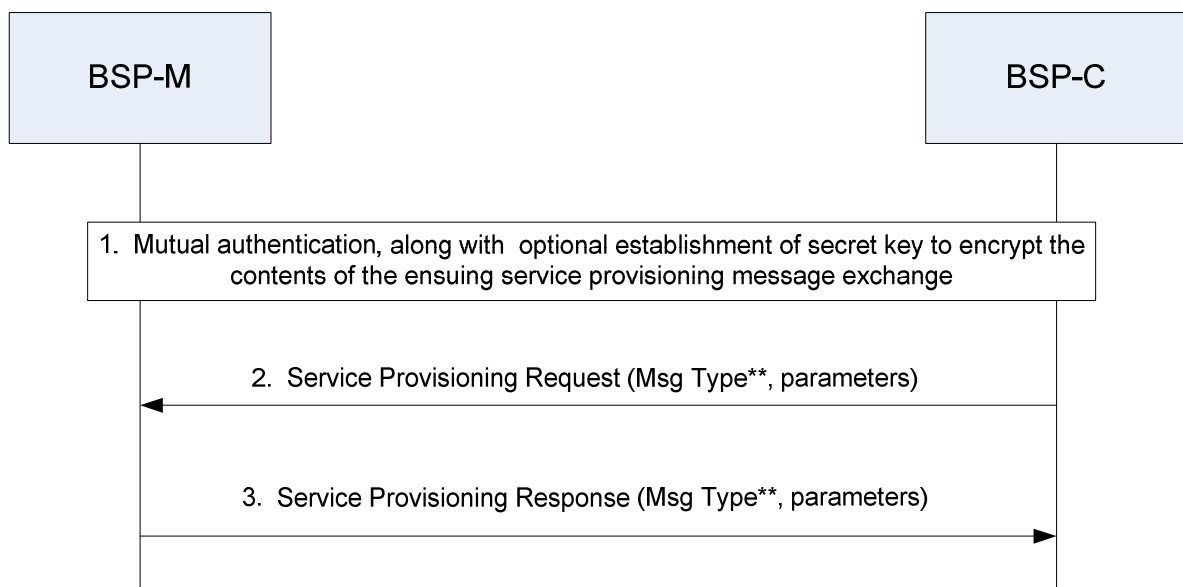 BSP-M
BSP-C
1. Mutual authentication, along with optional establishment of secret key to encrypt the
contents of the ensuing service provisioning message exchange
2. Service Provisioning Request (Msg Type**, parameters)
3. Service Provisioning Response (Msg Type**, parameters)